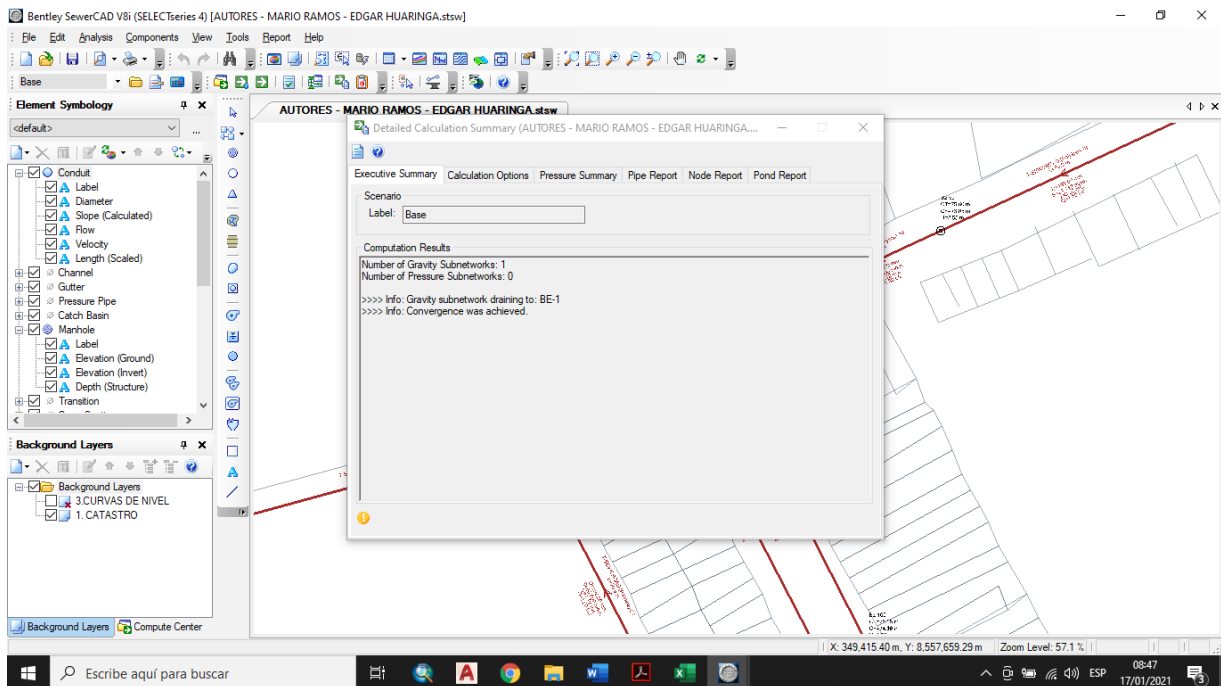 Bentley SewerCAD V8i (SELECTseries 4) [AUTORES - MARIO RAMOS - EDGAR HUARINGA.stsw]
File Edit Analysis Components View Tools Report Help
Base
Element Symbology
<default>
Conduit
Label
Diameter
Slope (Calculated)
Flow
Velocity
Length (Scaled)
Channel
Gutter
Pressure Pipe
Catch Basin
Manhole
Label
Elevation (Ground)
Elevation (Invert)
Depth (Structure)
Transition
Background Layers
Background Layers
3.CURVAS DE NIVEL
1. CATASTRO
Background Layers
Compute Center
AUTORES - MARIO RAMOS - EDGAR HUARINGA.stsw
Detailed Calculation Summary (AUTORES - MARIO RAMOS - EDGAR HUARINGA....
Executive Summary Calculation Options Pressure Summary Pipe Report Node Report Pond Report
Scenario
Label: Base
Computation Results
Number of Gravity Subnetworks: 1
Number of Pressure Subnetworks: 0
>>>> Info: Gravity subnetwork draining to: BE-1
>>>> Info: Convergence was achieved.
X: 349,415.40 m, Y: 8,557,659.29 m
Zoom Level: 57.1 %
Escribe aquí para buscar
ESP
08:47
17/01/2021
3